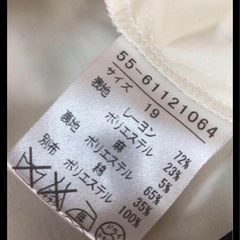 55-61121064
サイズ 19
表地 レーヨン 72%
ポリエステル 23%
麻 5%
裏地 ポリエステル 65%
綿 35%
別布 ポリエステル 100%